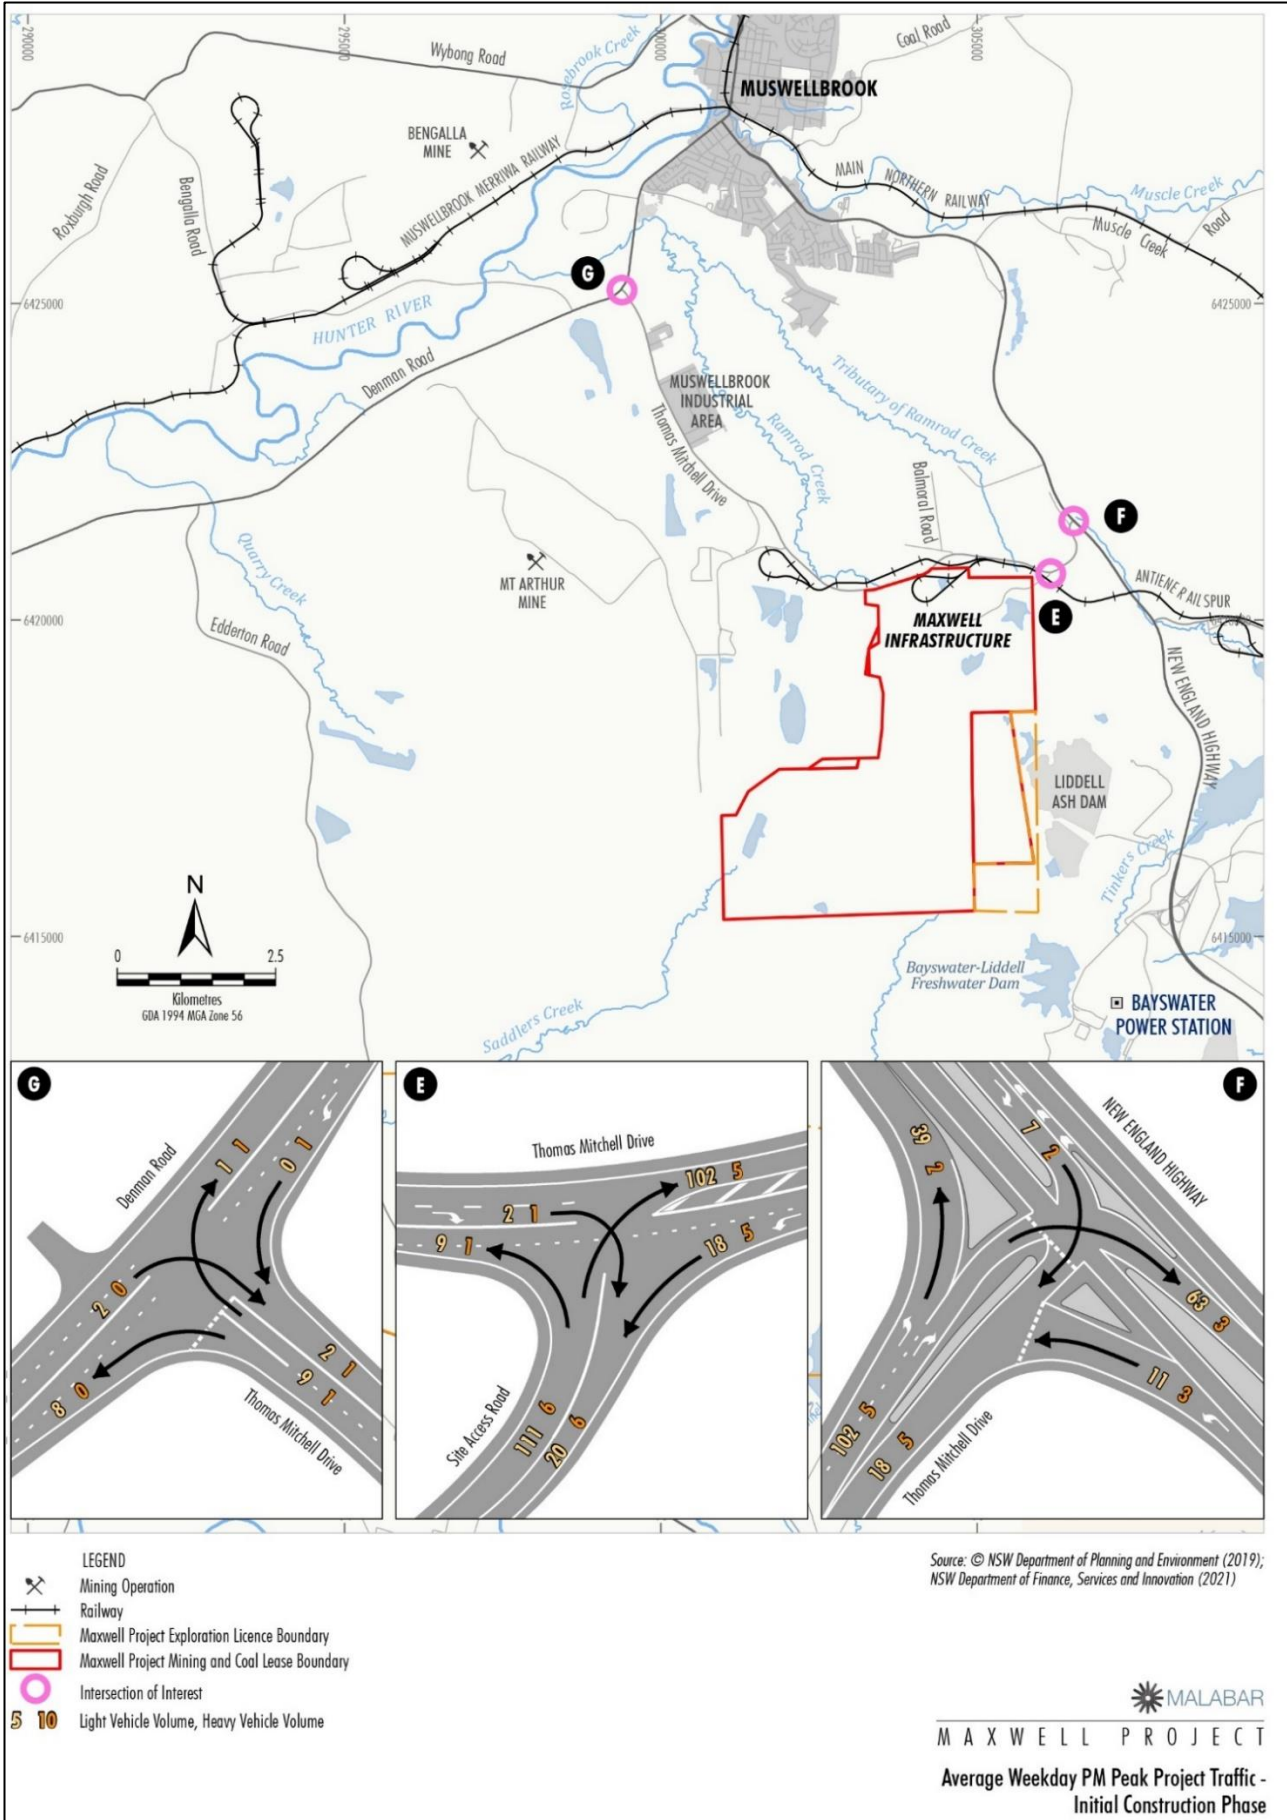 290000
295000
300000
305000
Wybong Road
Rosebrook Creek
Coal Road
MUSWELLBROOK
BENGALLA
MINE
MUSWELLBROOK MERRIWA RAILWAY
MAIN NORTHERN RAILWAY
Muscle Creek
Muscle Creek Road
Roxburgh Road
Bengalla Road
G
6425000
6425000
HUNTER RIVER
Denman Road
MUSWELLBROOK
INDUSTRIAL
AREA
Thomas Mitchell Drive
Ramrod Creek
Tributary of Ramrod Creek
Balmoral Road
F
Quarry Creek
MT ARTHUR
MINE
ANTIENE RAIL SPUR
E
MAXWELL
INFRASTRUCTURE
6420000
Edderton Road
NEW ENGLAND HIGHWAY
LIDDELL
ASH DAM
Tinkers Creek
N
0 2.5
Kilometres
GDA 1994 MGA Zone 56
6415000
6415000
Bayswater-Liddell
Freshwater Dam
Saddlers Creek
BAYSWATER
POWER STATION
G
Denman Road
1 1
0 1
2 0
8 0
2 1
9 1
Thomas Mitchell Drive
E
Thomas Mitchell Drive
102 5
2 1
9 1
18 5
Site Access Road
111 6
20 6
F
NEW ENGLAND HIGHWAY
39 2
7 2
63 3
11 3
102 5
18 5
Thomas Mitchell Drive
LEGEND
Mining Operation
Railway
Maxwell Project Exploration Licence Boundary
Maxwell Project Mining and Coal Lease Boundary
Intersection of Interest
5 10 Light Vehicle Volume, Heavy Vehicle Volume
Source: © NSW Department of Planning and Environment (2019);
NSW Department of Finance, Services and Innovation (2021)
MALABAR
MAXWELL PROJECT
Average Weekday PM Peak Project Traffic -
Initial Construction Phase